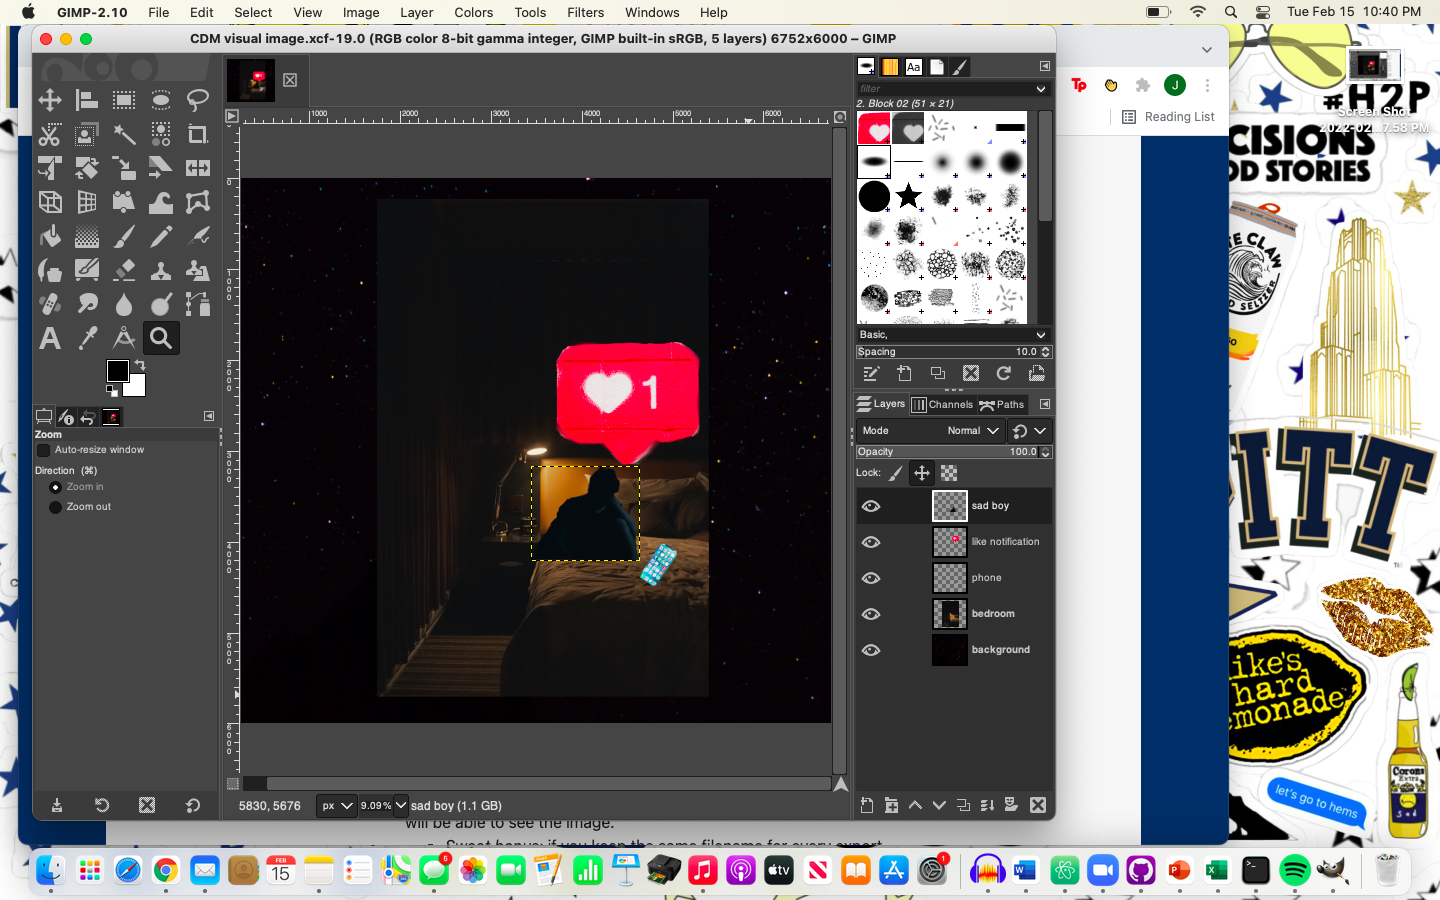 GIMP-2.10 File Edit Select View Image Layer Colors Tools Filters Windows Help Tue Feb 15 10:40 PM
CDM visual image.xcf-19.0 (RGB color 8-bit gamma integer, GIMP built-in sRGB, 5 layers) 6752x6000 – GIMP
filter
2. Block 02 (51 × 21)
1000 2000 3000 4000 5000 6000
Basic,
Spacing 10.0
Layers Channels Paths
Mode Normal
Opacity 100.0
Lock:
sad boy
like notification
phone
bedroom
background
Zoom
Auto-resize window
Direction (⌘)
Zoom in
Zoom out
1
5830, 5676 px 9.09% sad boy (1.1 GB)
will be able to see the image.
Sweet bonus: if you keep the same filename for every export
Tp
J
Reading List
Screen Shot
2022-02...7.58 PM
#H2P
CISIONS
OD STORIES
CLAW
SELTZER
PITT
ike's
hard
emonade
Corona
Extra
let's go to hems
FEB
15
6
1